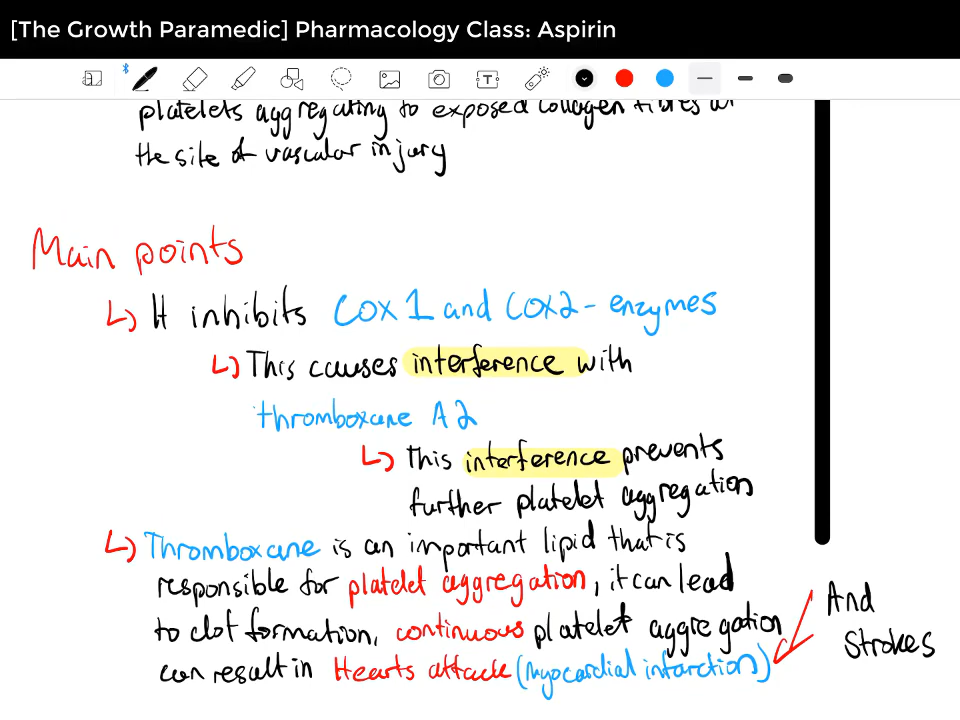 [The Growth Paramedic] Pharmacology Class: Aspirin
platelets aggregating to exposed collagen fibres at
the site of vascular injury
Main points
It inhibits Cox 1 and Cox2 - enzymes
This causes interference with
thromboxane A2
This interference prevents
further platelet aggregation
Thromboxane is an important lipid that is
responsible for platelet aggregation, it can lead
to clot formation, continuous platelet aggregation
can result in Hearts attack (Myocardial infarction)
And
Strokes